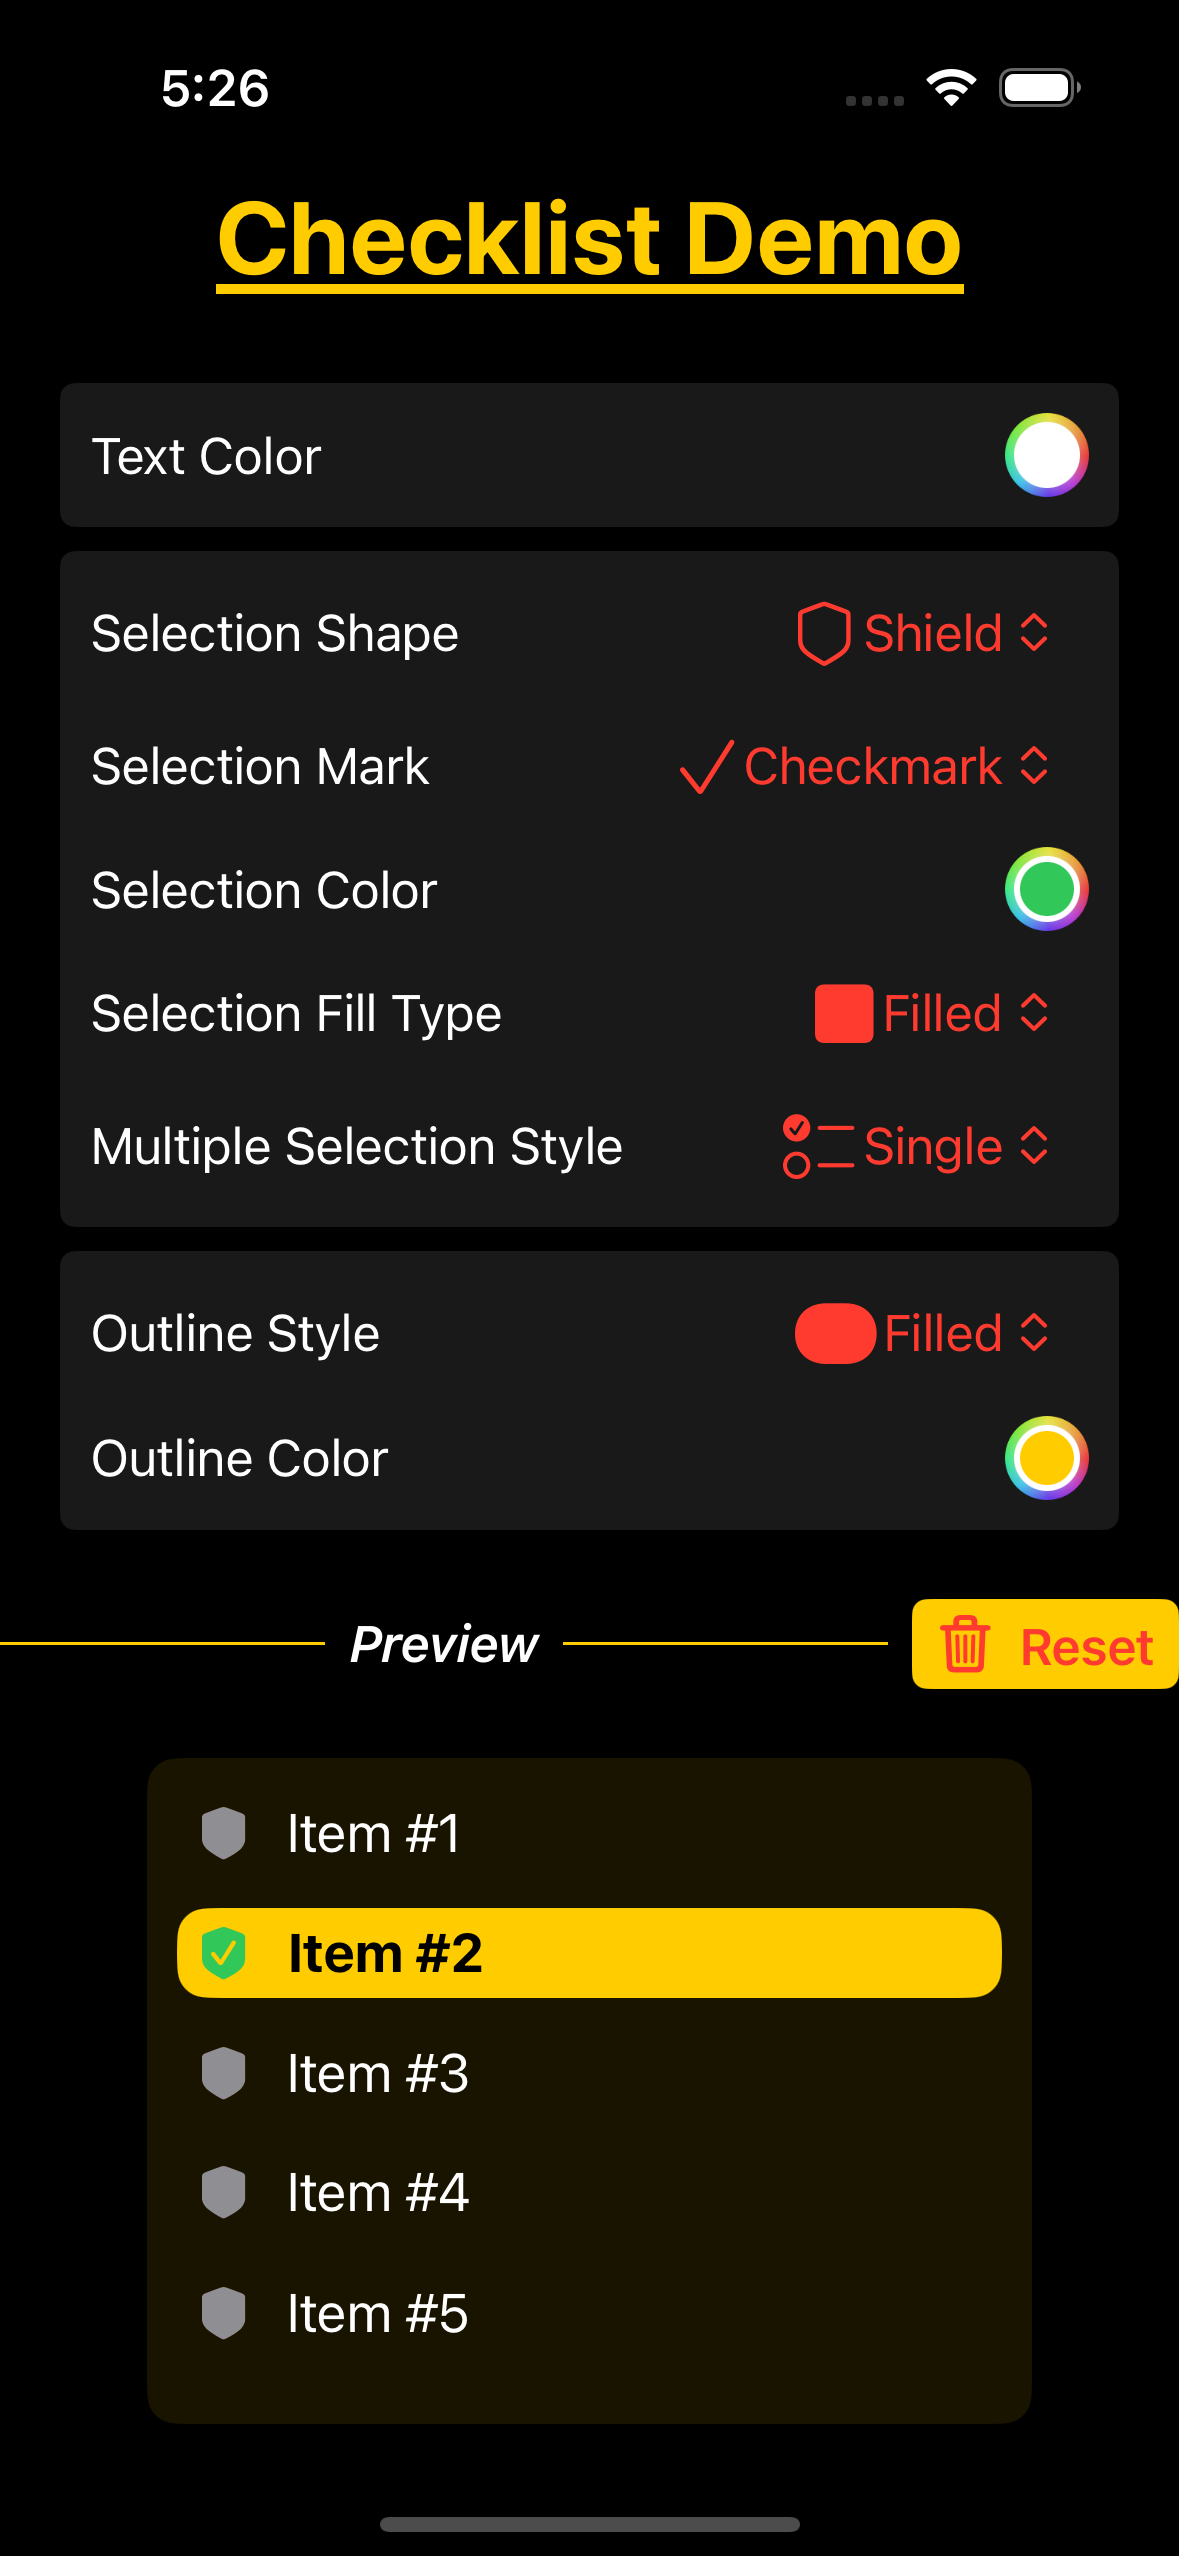 5:26
Checklist Demo
Text Color
Selection Shape Shield
Selection Mark Checkmark
Selection Color
Selection Fill Type Filled
Multiple Selection Style Single
Outline Style Filled
Outline Color
Preview Reset
Item #1
Item #2
Item #3
Item #4
Item #5